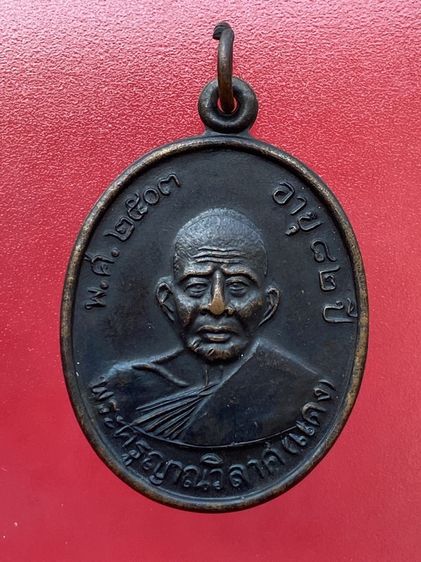 พ.ศ. ๒๕๐๓
อายุ ๘๒ ปี
พระครูญาณวิลาศ (แดง)